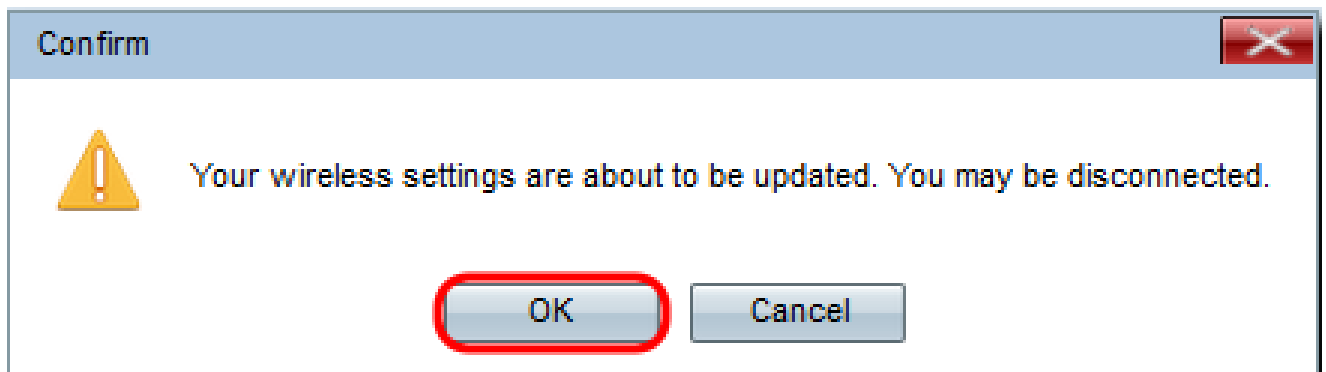 Confirm
Your wireless settings are about to be updated. You may be disconnected.
OK
Cancel